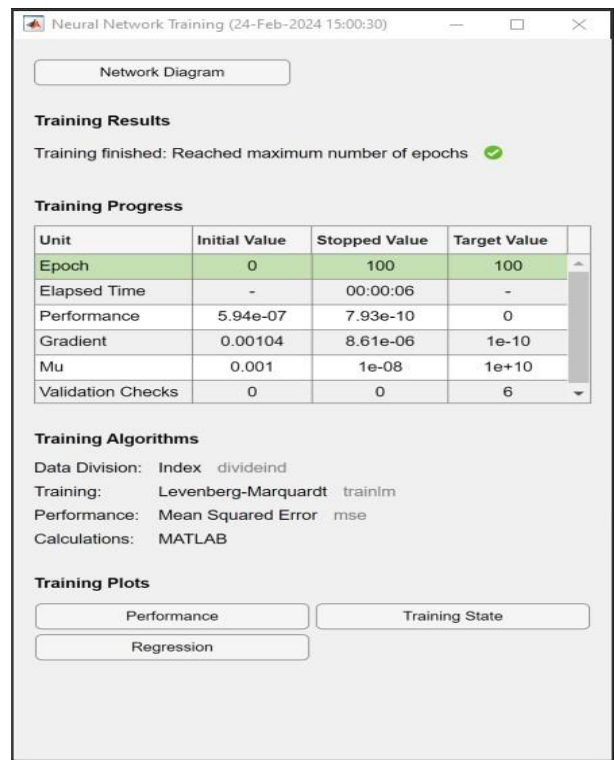 Neural Network Training (24-Feb-2024 15:00:30)
Network Diagram
Training Results
Training finished: Reached maximum number of epochs
Training Progress
Unit Initial Value Stopped Value Target Value
Epoch 0 100 100
Elapsed Time - 00:00:06 -
Performance 5.94e-07 7.93e-10 0
Gradient 0.00104 8.61e-06 1e-10
Mu 0.001 1e-08 1e+10
Validation Checks 0 0 6
Training Algorithms
Data Division: Index divideind
Training: Levenberg-Marquardt trainlm
Performance: Mean Squared Error mse
Calculations: MATLAB
Training Plots
Performance Training State
Regression